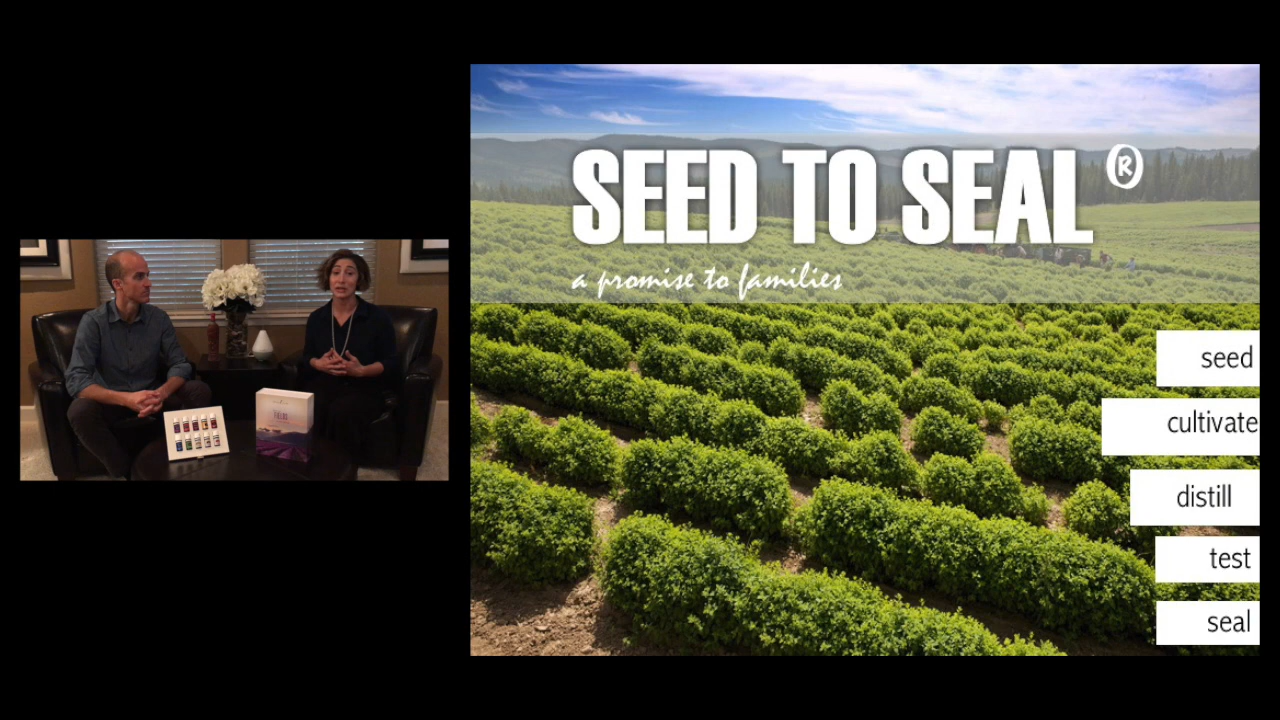 SEED TO SEAL ®
a promise to families
seed
cultivate
distill
test
seal